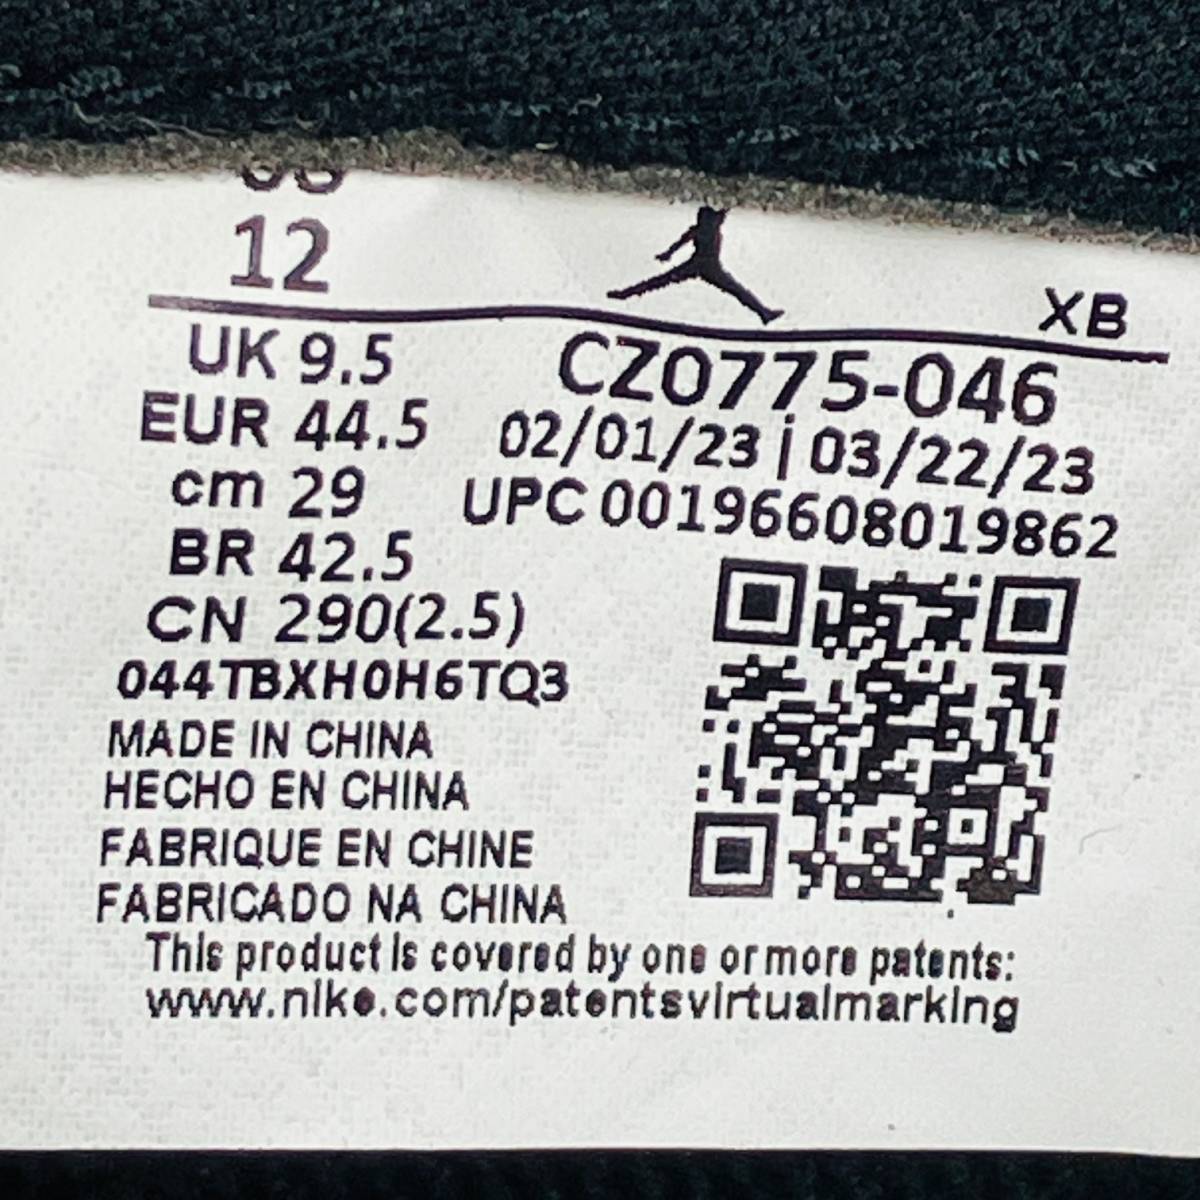 12
XB
UK 9.5
CZ0775-046
EUR 44.5
02/01/23 | 03/22/23
cm 29
UPC 00196608019862
BR 42.5
CN 290(2.5)
044TBXH0H6TQ3
MADE IN CHINA
HECHO EN CHINA
FABRIQUE EN CHINE
FABRICADO NA CHINA
This product is covered by one or more patents:
www.nike.com/patentsvirtualmarking